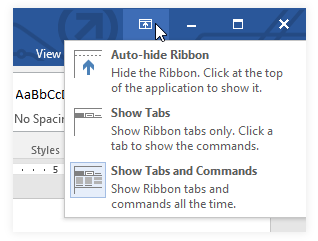 View
Auto-hide Ribbon
Hide the Ribbon. Click at the top
of the application to show it.
AaBbCcD
No Spacin
Show Tabs
Show Ribbon tabs only. Click a
tab to show the commands.
Styles
5
Show Tabs and Commands
Show Ribbon tabs and
commands all the time.